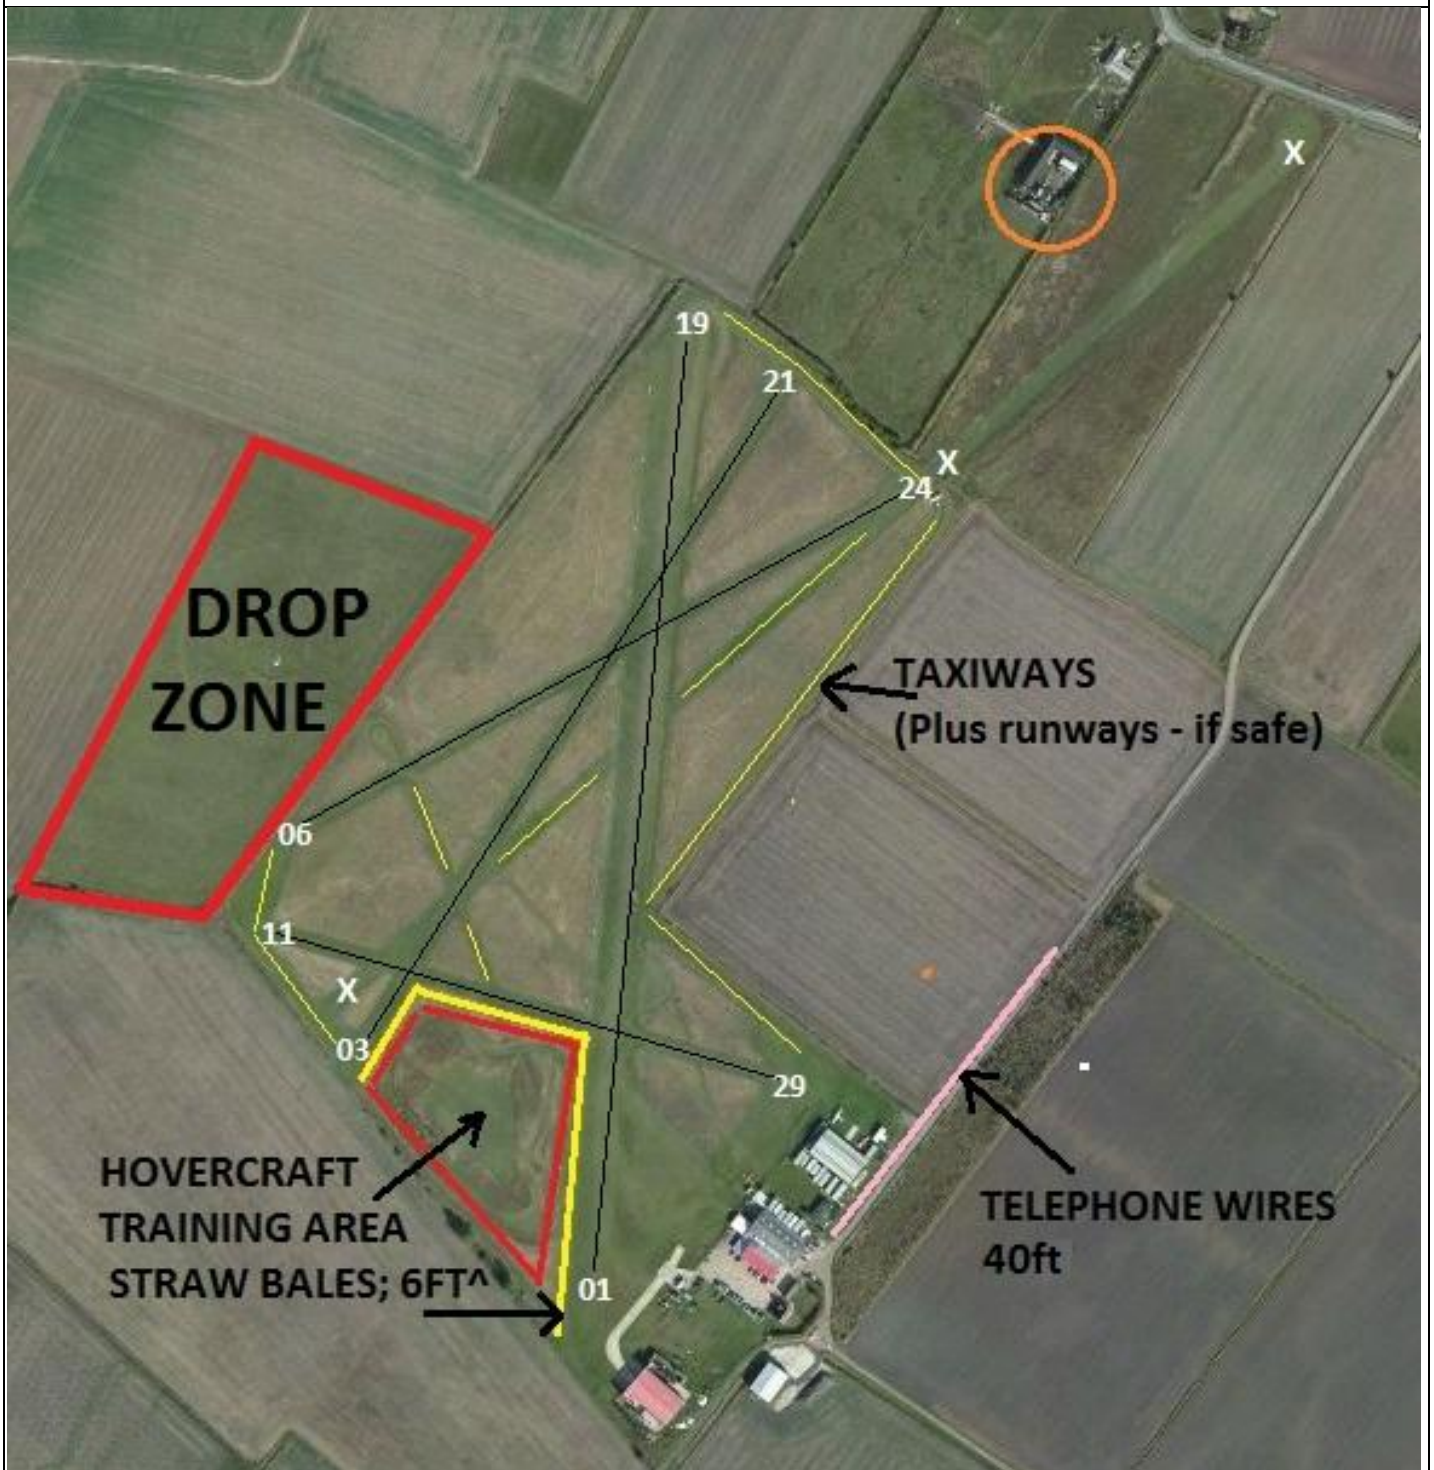 X
19
21
X
24
DROP
ZONE
TAXIWAYS
(Plus runways - if safe)
06
11
X
03
29
HOVERCRAFT
TRAINING AREA
STRAW BALES; 6FT^
01
TELEPHONE WIRES
40ft